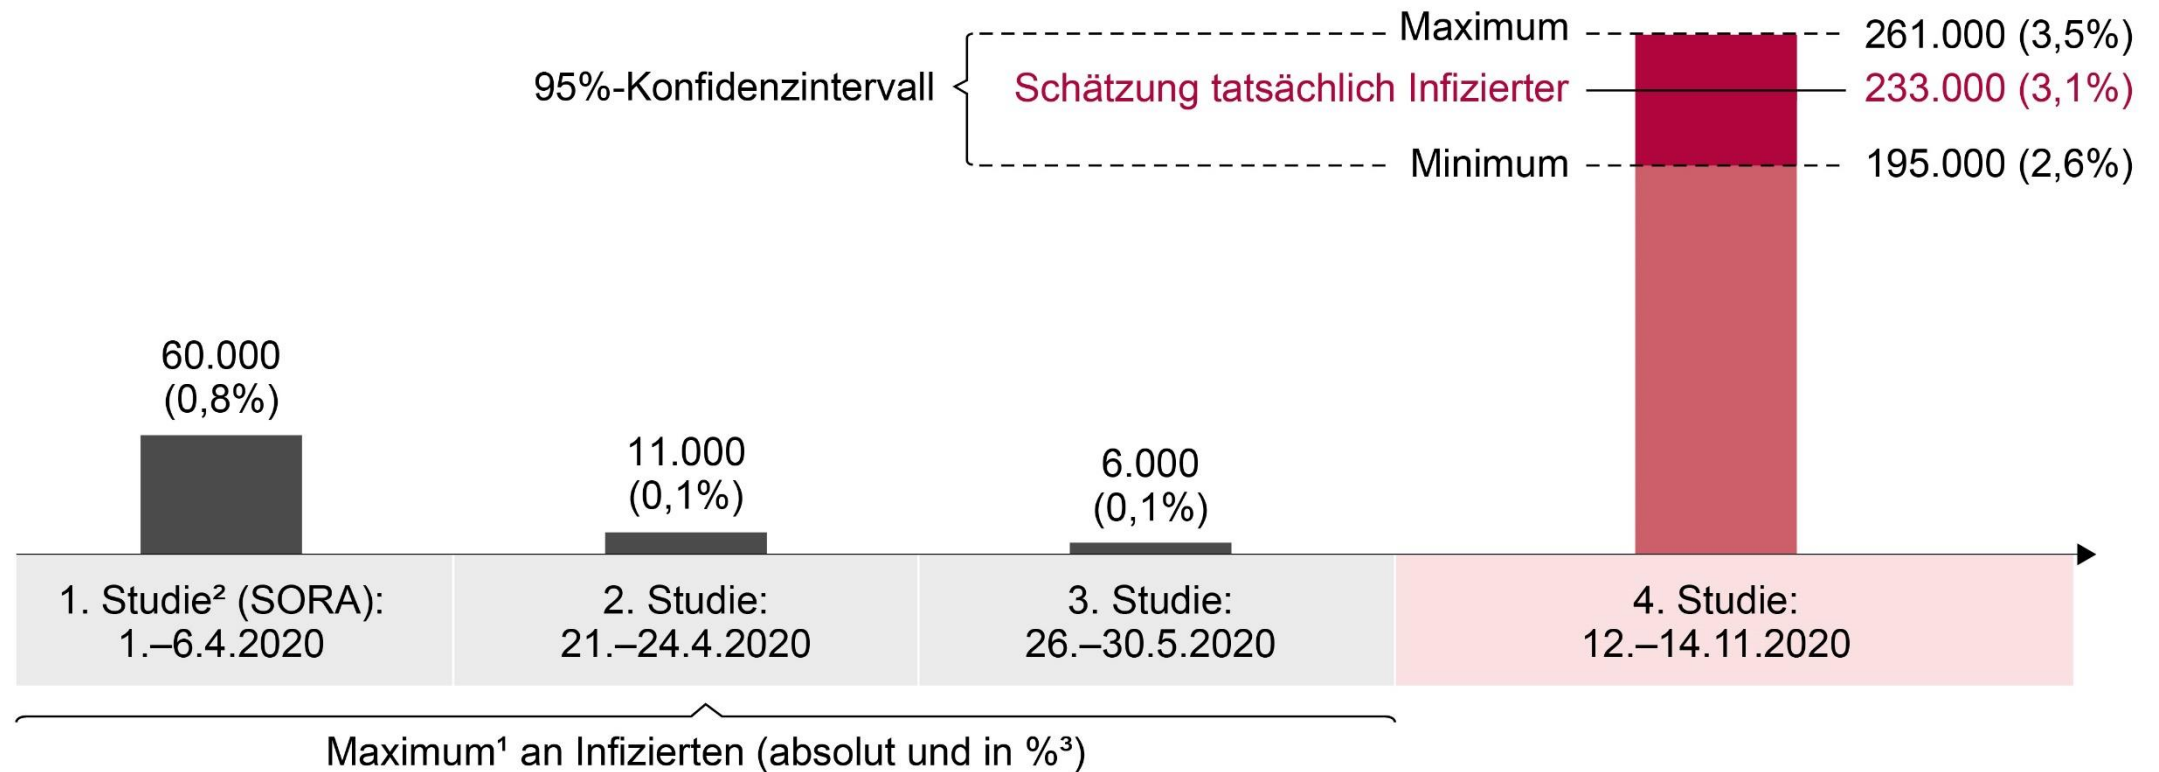 Maximum
261.000 (3,5%)
95%-Konfidenzintervall
Schätzung tatsächlich Infizierter
233.000 (3,1%)
Minimum
195.000 (2,6%)
60.000
(0,8%)
11.000
(0,1%)
6.000
(0,1%)
1. Studie² (SORA):
1.–6.4.2020
2. Studie:
21.–24.4.2020
3. Studie:
26.–30.5.2020
4. Studie:
12.–14.11.2020
Maximum¹ an Infizierten (absolut und in %³)